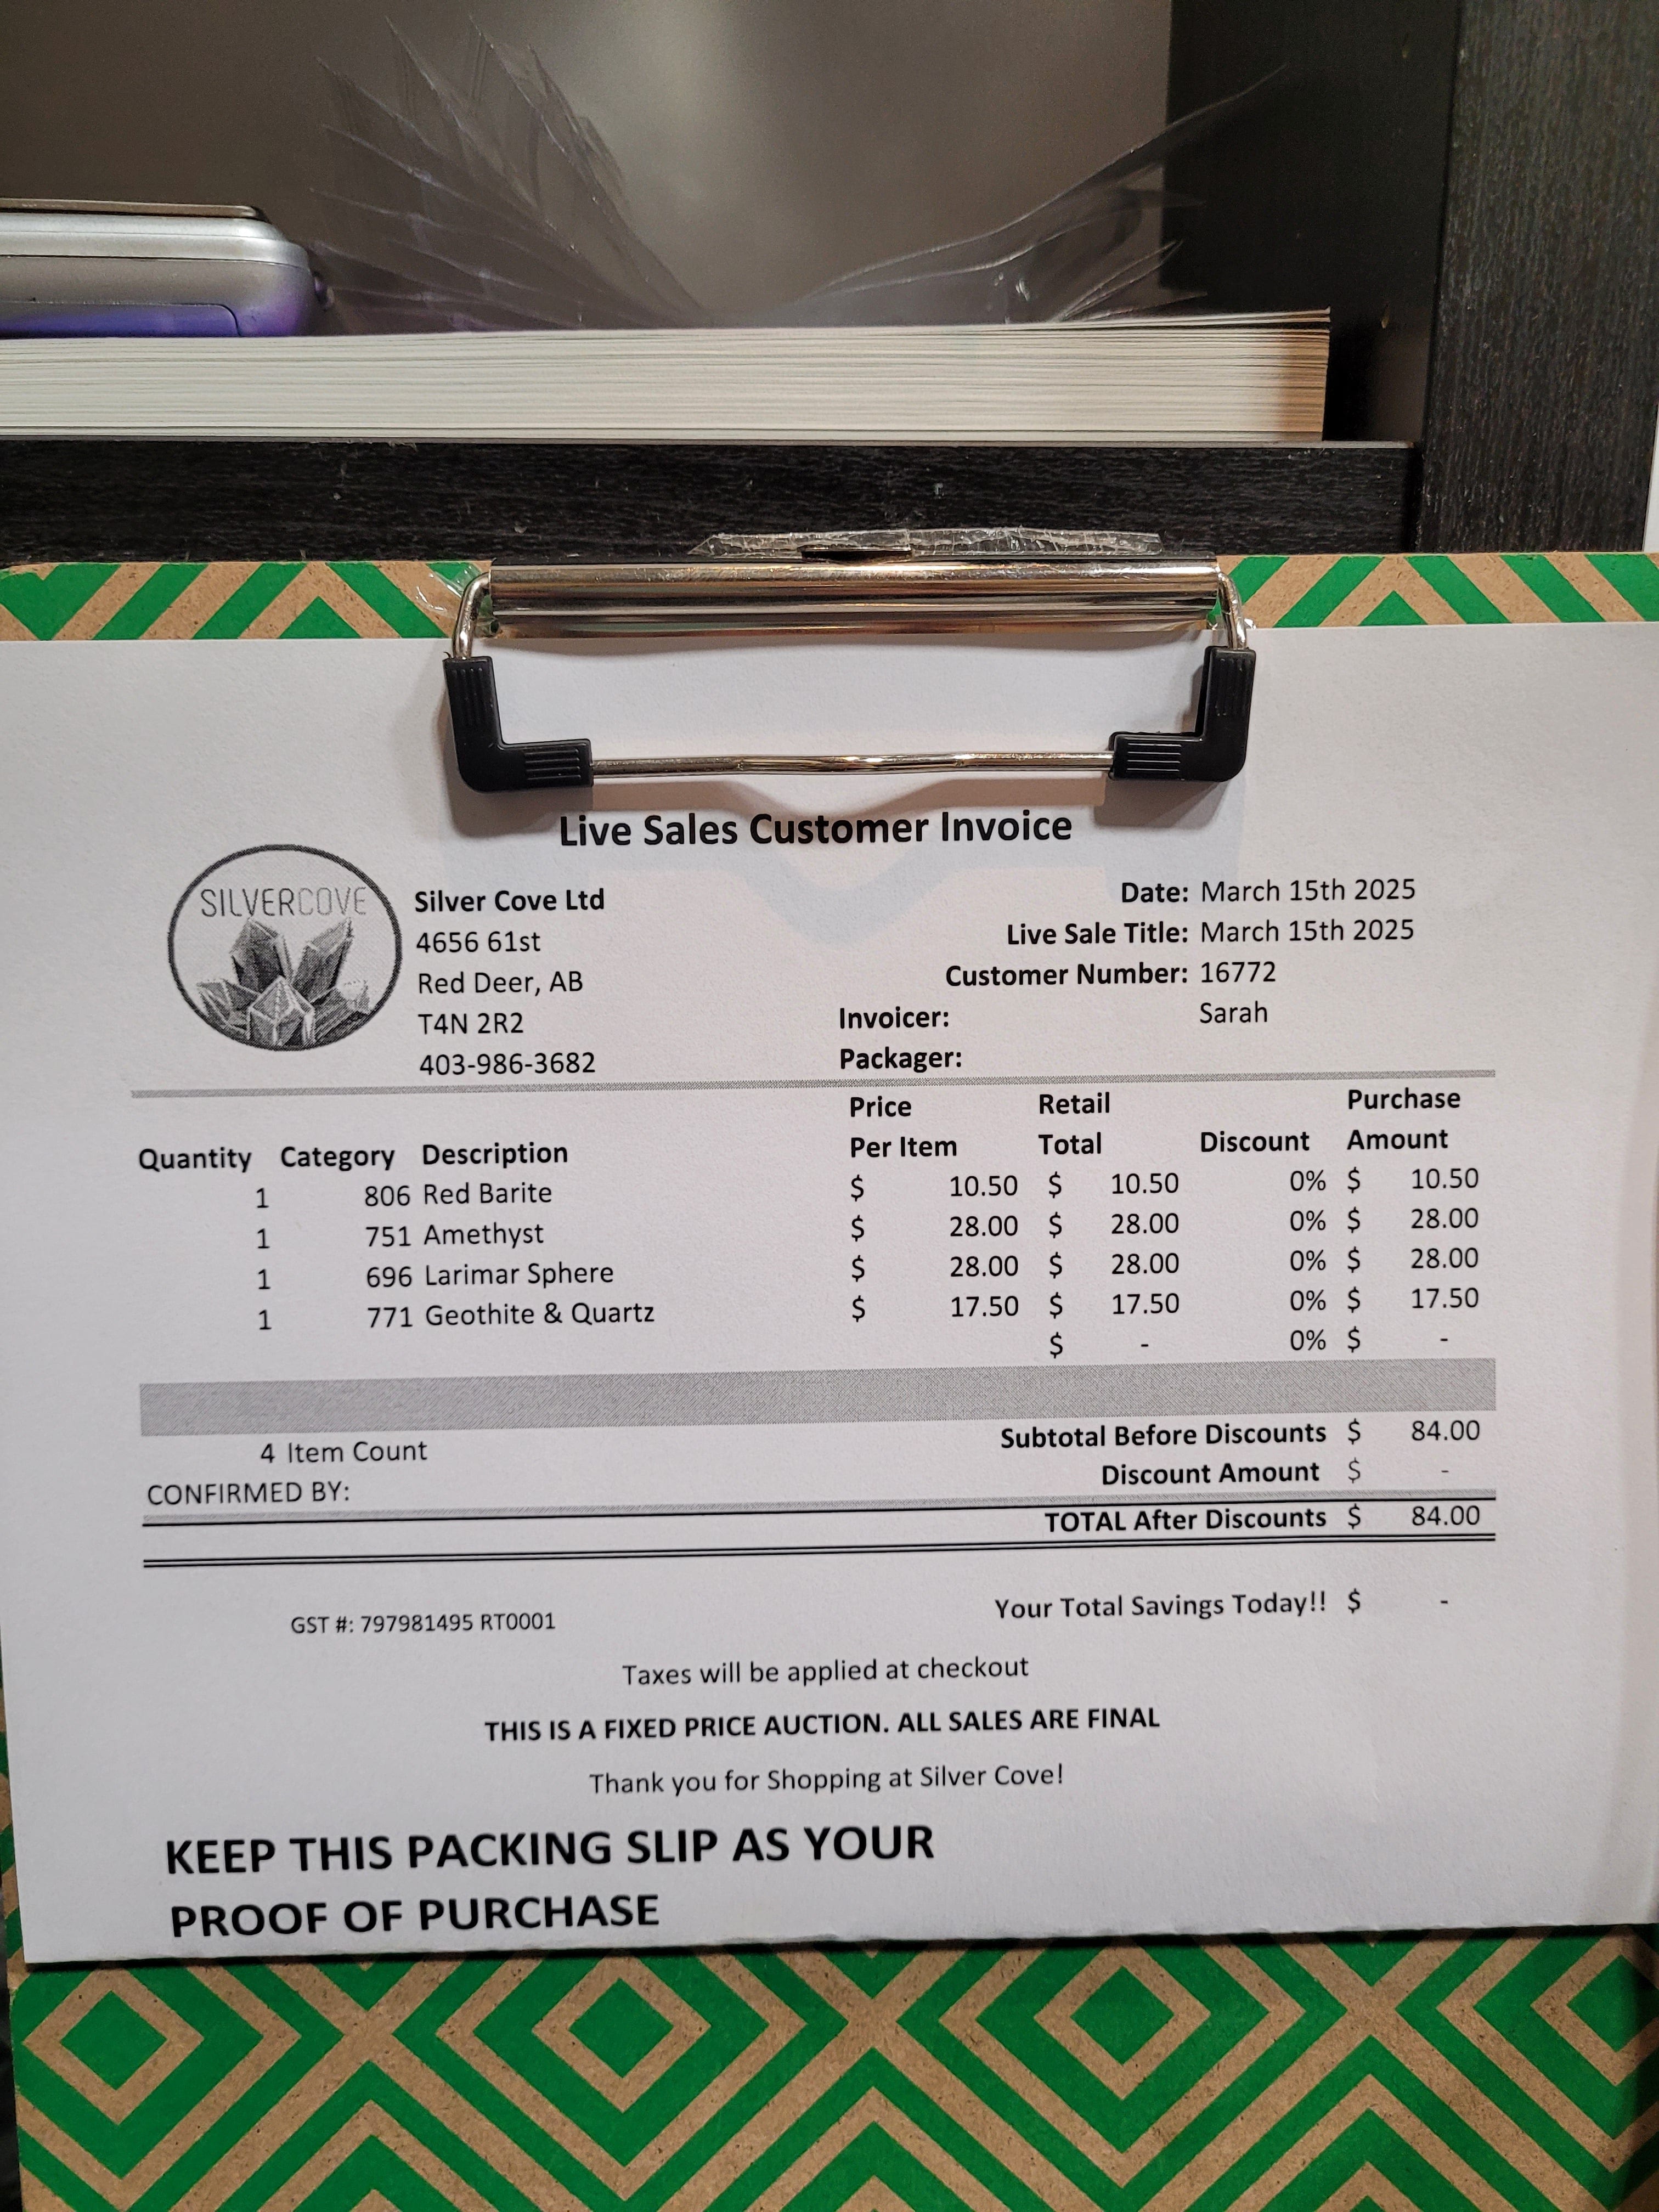 Live Sales Customer Invoice
SILVERCOVE
Silver Cove Ltd
4656 61st
Red Deer, AB
T4N 2R2
403-986-3682
Date: March 15th 2025
Live Sale Title: March 15th 2025
Customer Number: 16772
Invoicer: Sarah
Packager:
Quantity Category Description Price Per Item Retail Total Discount Purchase Amount
1 806 Red Barite $ 10.50 $ 10.50 0% $ 10.50
1 751 Amethyst $ 28.00 $ 28.00 0% $ 28.00
1 696 Larimar Sphere $ 28.00 $ 28.00 0% $ 28.00
1 771 Geothite & Quartz $ 17.50 $ 17.50 0% $ 17.50
$ - 0% $ -
Subtotal Before Discounts $ 84.00
4 Item Count
Discount Amount $ -
CONFIRMED BY:
TOTAL After Discounts $ 84.00
Your Total Savings Today!! $ -
GST #: 797981495 RT0001
Taxes will be applied at checkout
THIS IS A FIXED PRICE AUCTION. ALL SALES ARE FINAL
Thank you for Shopping at Silver Cove!
KEEP THIS PACKING SLIP AS YOUR
PROOF OF PURCHASE